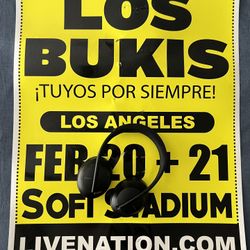 LOS
BUKIS
¡TUYOS POR SIEMPRE!
LOS ANGELES
FEB 20 + 21
SOFI STADIUM
LIVENATION.COM